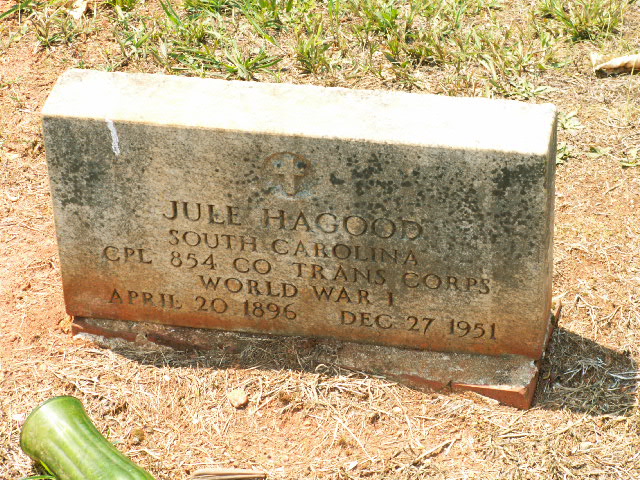 JULE HAGOOD
SOUTH CAROLINA
CPL 854 CO TRANS CORPS
WORLD WAR I
APRIL 20 1896 DEC 27 1951